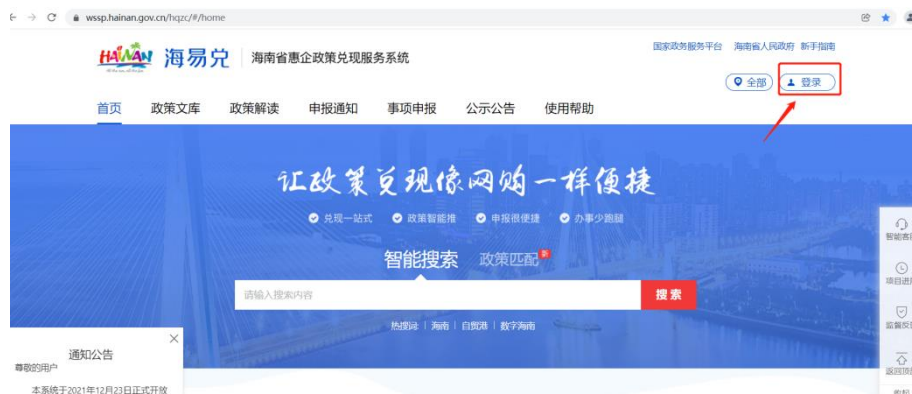 wssp.hainan.gov.cn/hqzc/#/home
国家政务服务平台 海南省人民政府 新手指南
HAINAN 海易兑 海南省惠企政策兑现服务系统
全部 登录
首页 政策文库 政策解读 申报通知 事项申报 公示公告 使用帮助
让政策兑现像网购一样便捷
兑现一站式 政策智能推 申报很便捷 办事少跑腿
智能搜索 政策匹配 新
请输入搜索内容 搜索
热搜词: | 海南 | 自贸港 | 数字海南
智能客
项目进
监督反
返回顶
收起
通知公告
尊敬的用户
本系统于2021年12月23日正式开放